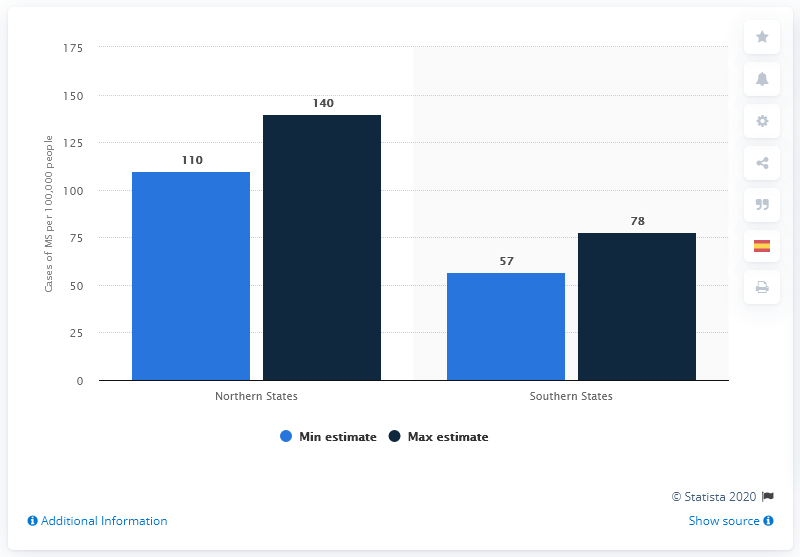 175
150
125
100
75
50
25
0
Cases of MS per 100,000 people
110
140
57
78
Northern States
Southern States
Min estimate
Max estimate
© Statista 2020
Additional Information
Show source